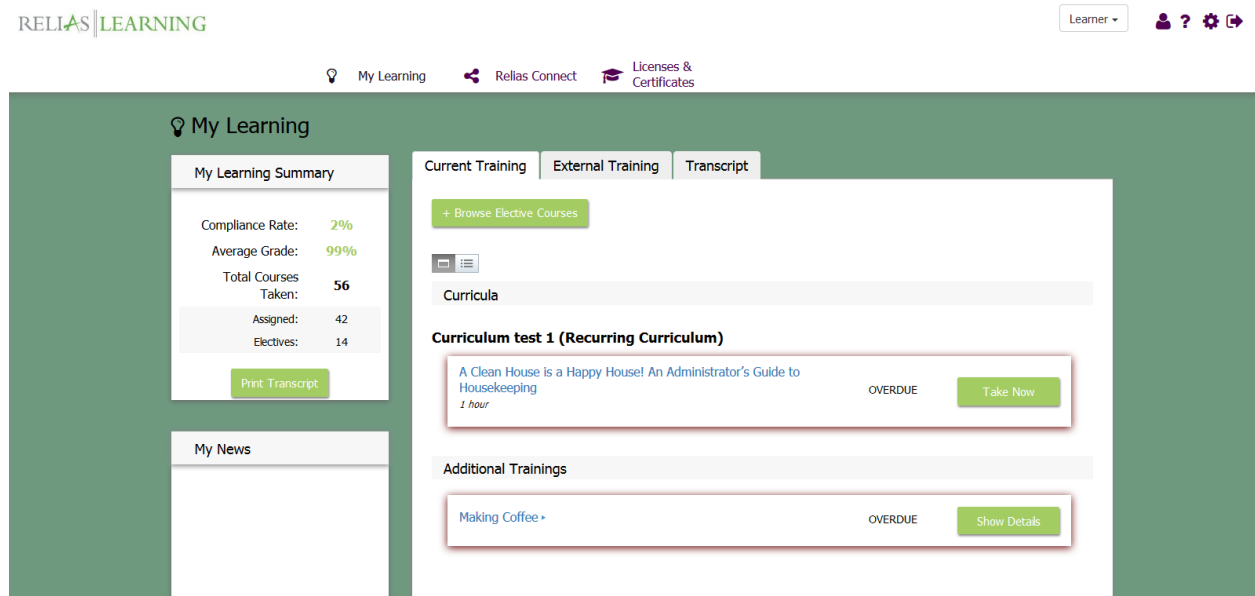 RELIAS LEARNING
Learner
?
My Learning
Relias Connect
Licenses &
Certificates
My Learning
My Learning Summary
Compliance Rate: 2%
Average Grade: 99%
Total Courses
Taken: 56
Assigned: 42
Electives: 14
Print Transcript
My News
Current Training
External Training
Transcript
+ Browse Elective Courses
Curricula
Curriculum test 1 (Recurring Curriculum)
A Clean House is a Happy House! An Administrator's Guide to
Housekeeping
1 hour
OVERDUE
Take Now
Additional Trainings
Making Coffee
OVERDUE
Show Details